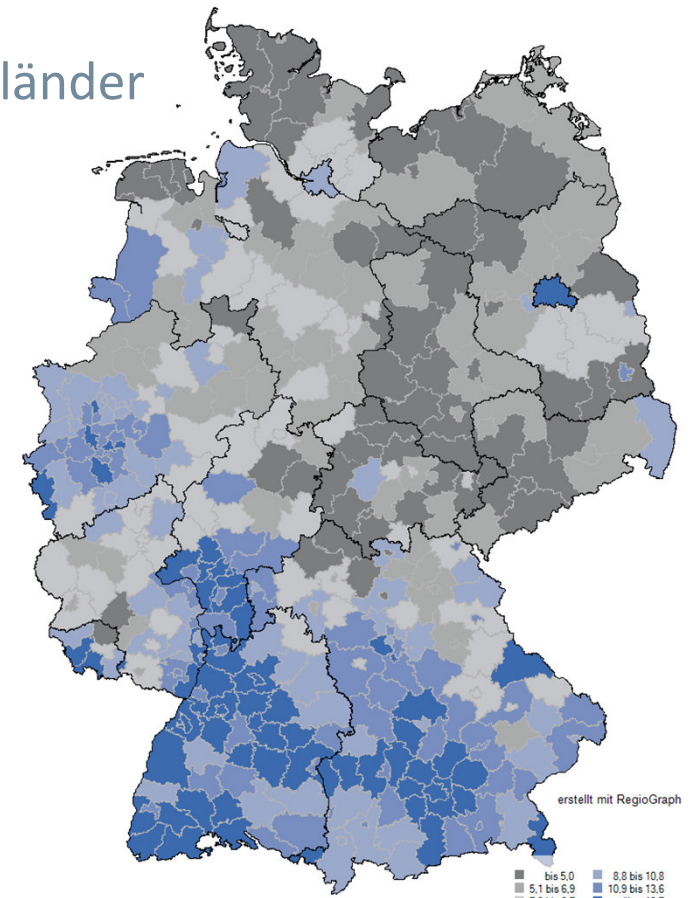 länder
erstellt mit RegioGraph
bis 5,0
8,8 bis 10,8
5,1 bis 6,9
10,9 bis 13,6